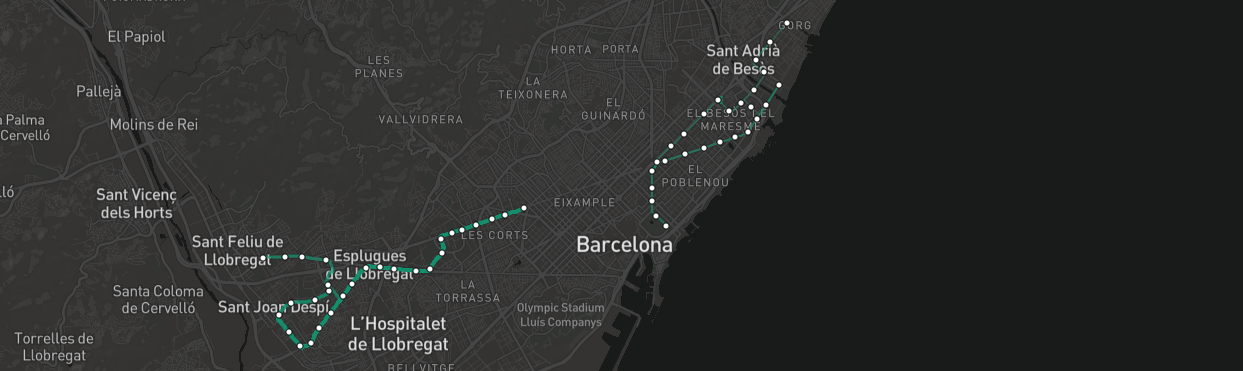 GORG
El Papiol
HORTA
PORTA
Sant Adrià
de Besòs
LES
PLANES
LA
TEIXONERA
Pallejà
EL
GUINARDÓ
a Palma
Cervelló
Molins de Rei
VALLVIDRERA
EL BESÒS I EL
MARESME
EL
POBLENOU
Sant Vicenç
dels Horts
EIXAMPLE
LES CORTS
Barcelona
Sant Feliu de
Llobregat
Esplugues
de Llobregat
LA
TORRASSA
Santa Coloma
de Cervelló
Sant Joan Despí
Olympic Stadium
Lluís Companys
L'Hospitalet
de Llobregat
Torrelles de
Llobregat
BELLVITGE